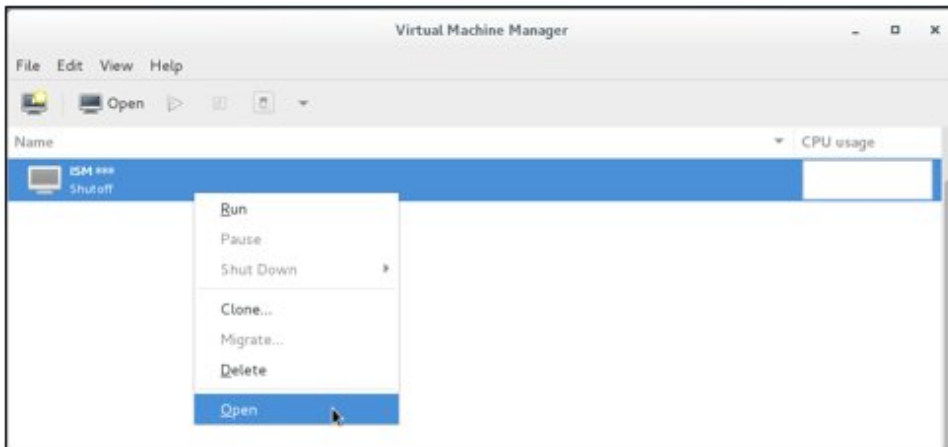 Virtual Machine Manager
File Edit View Help
Open
Name CPU usage
ISM ***
Shutoff
Run
Pause
Shut Down
Clone...
Migrate...
Delete
Open